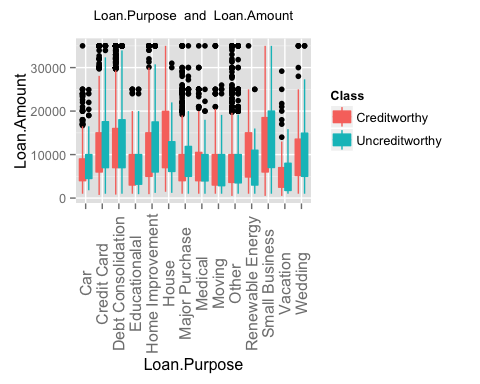 Loan.Purpose and Loan.Amount
Loan.Amount
30000
20000
10000
0
Car
Credit Card
Debt Consolidation
Educationalal
Home Improvement
House
Major Purchase
Medical
Moving
Other
Renewable Energy
Small Business
Vacation
Wedding
Loan.Purpose
Class
Creditworthy
Uncreditworthy